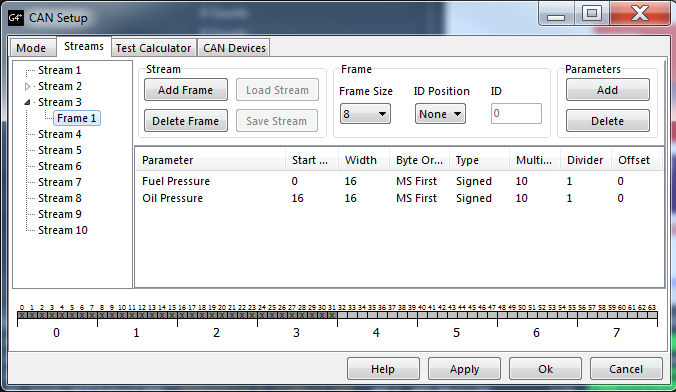 G4+ CAN Setup
Mode Streams Test Calculator CAN Devices
Stream 1
Stream 2
Stream 3
Frame 1
Stream 4
Stream 5
Stream 6
Stream 7
Stream 8
Stream 9
Stream 10
Stream
Add Frame Load Stream
Delete Frame Save Stream
Frame
Frame Size ID Position ID
8 None 0
Parameters
Add
Delete
Parameter Start ... Width Byte Or... Type Multi... Divider Offset
Fuel Pressure 0 16 MS First Signed 10 1 0
Oil Pressure 16 16 MS First Signed 10 1 0
0 1 2 3 4 5 6 7 8 9 10 11 12 13 14 15 16 17 18 19 20 21 22 23 24 25 26 27 28 29 30 31 32 33 34 35 36 37 38 39 40 41 42 43 44 45 46 47 48 49 50 51 52 53 54 55 56 57 58 59 60 61 62 63
X X X X X X X X X X X X X X X X X X X X X X X X X X X X X X X X
0 1 2 3 4 5 6 7
Help Apply Ok Cancel